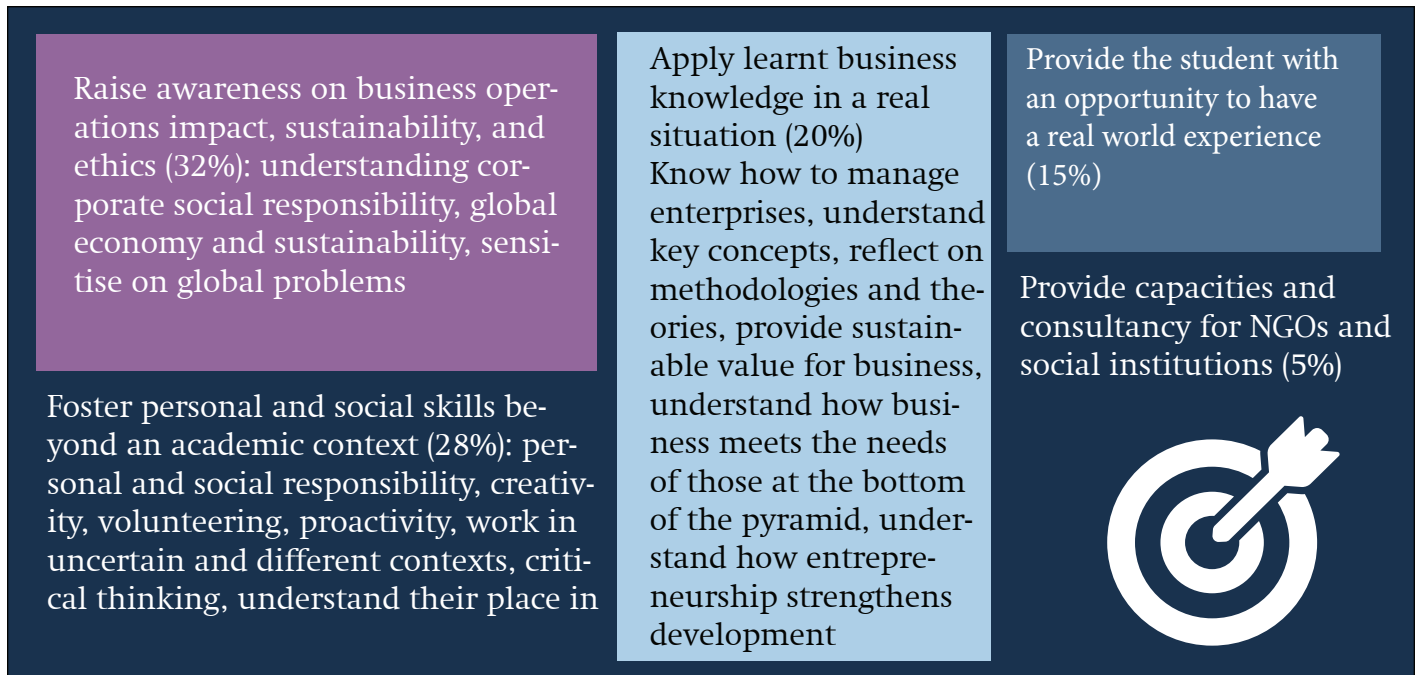 Raise awareness on business oper-
ations impact, sustainability, and
ethics (32%): understanding cor-
porate social responsibility, global
economy and sustainability, sensi-
tise on global problems
Foster personal and social skills be-
yond an academic context (28%): per-
sonal and social responsibility, creativ-
ity, volunteering, proactivity, work in
uncertain and different contexts, criti-
cal thinking, understand their place in
Apply learnt business
knowledge in a real
situation (20%)
Know how to manage
enterprises, understand
key concepts, reflect on
methodologies and the-
ories, provide sustain-
able value for business,
understand how busi-
ness meets the needs
of those at the bottom
of the pyramid, under-
stand how entrepre-
neurship strengthens
development
Provide the student with
an opportunity to have
a real world experience
(15%)
Provide capacities and
consultancy for NGOs and
social institutions (5%)